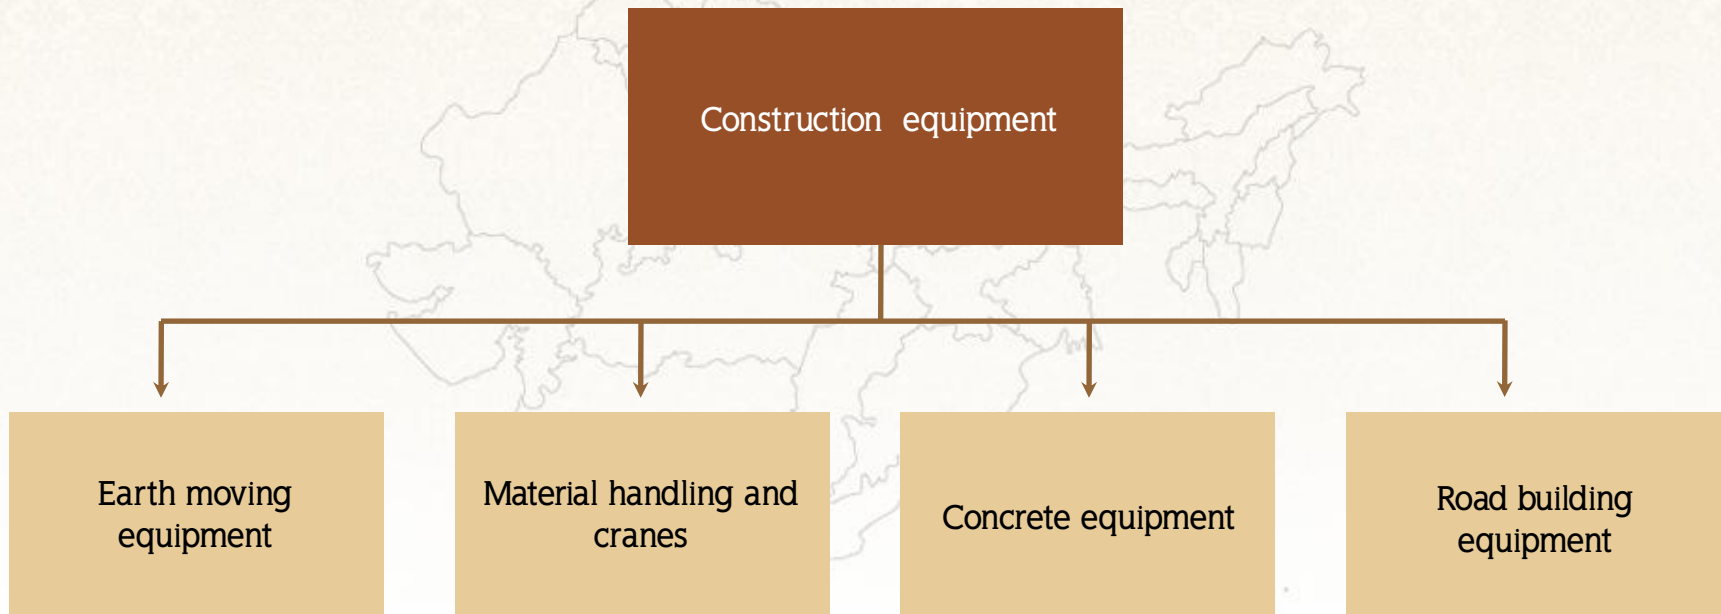 Construction equipment
Earth moving
equipment
Material handling and
cranes
Concrete equipment
Road building
equipment